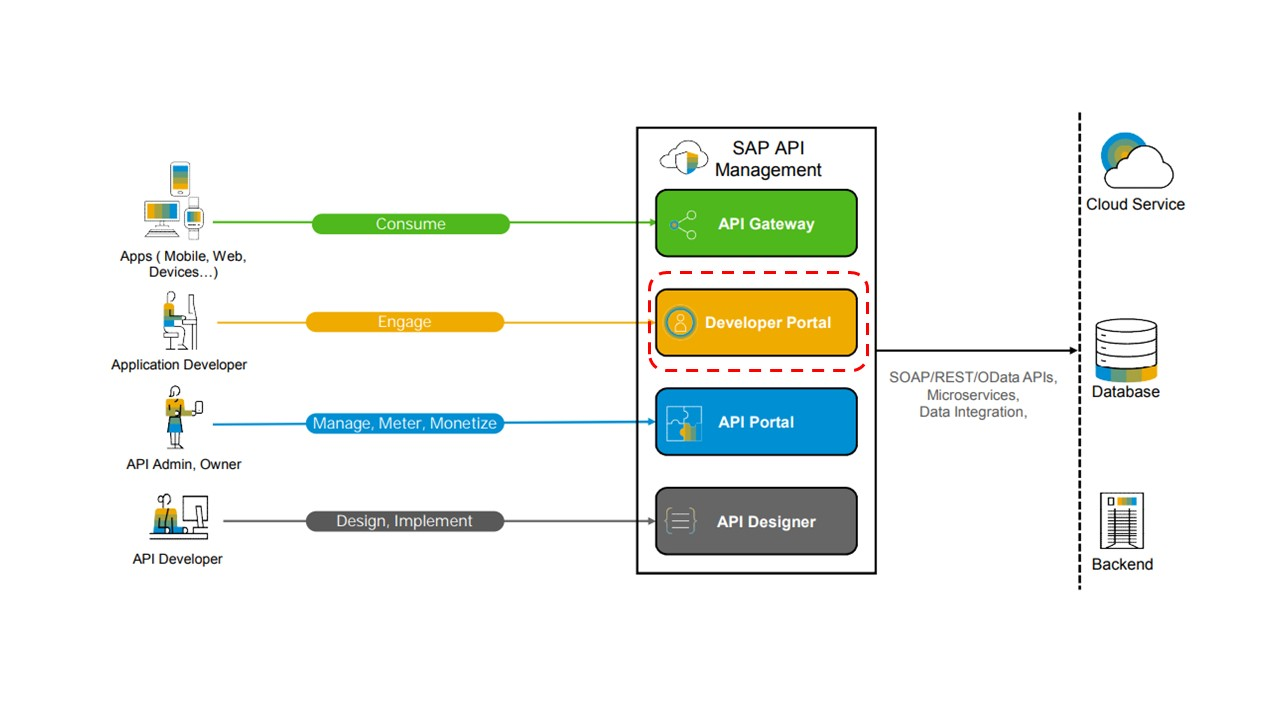 SAP API
Management
Consume
API Gateway
Apps ( Mobile, Web,
Devices…)
Engage
Developer Portal
Application Developer
Manage, Meter, Monetize
API Portal
API Admin, Owner
Design, Implement
API Designer
API Developer
SOAP/REST/OData APIs,
Microservices,
Data Integration,
Cloud Service
Database
Backend